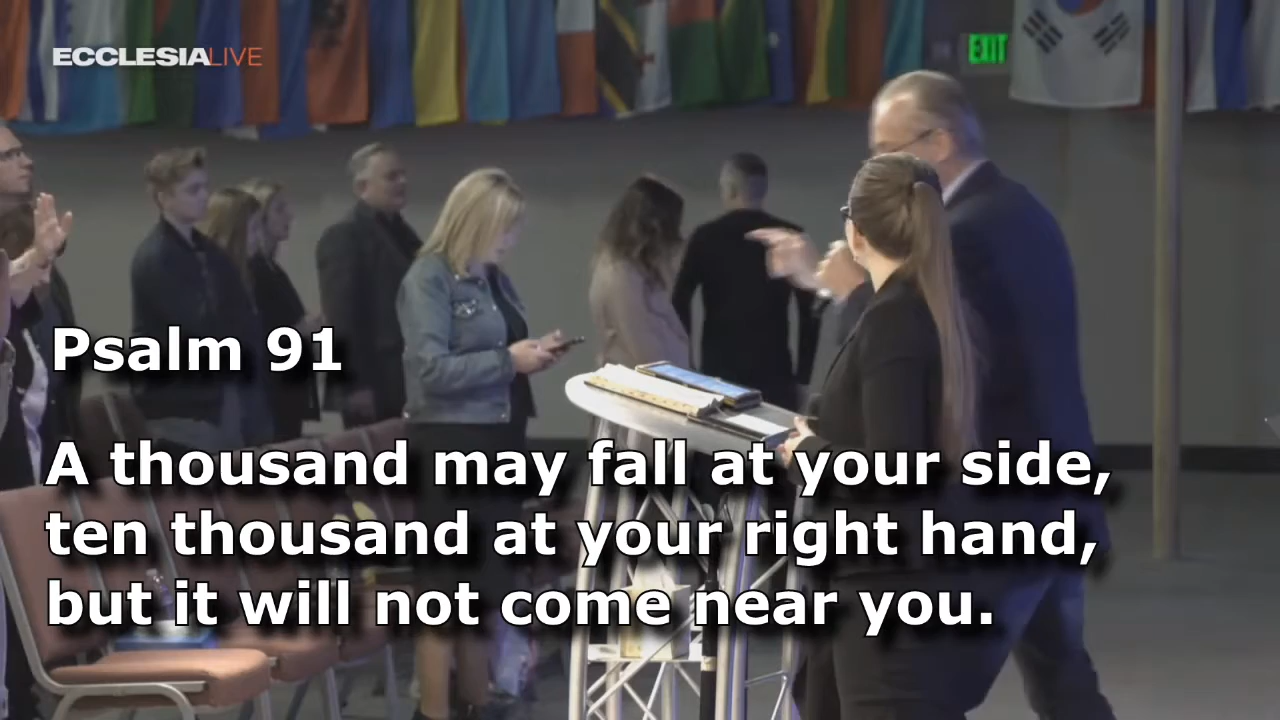 ECCLESIALIVE
EXIT
Psalm 91
A thousand may fall at your side,
ten thousand at your right hand,
but it will not come near you.